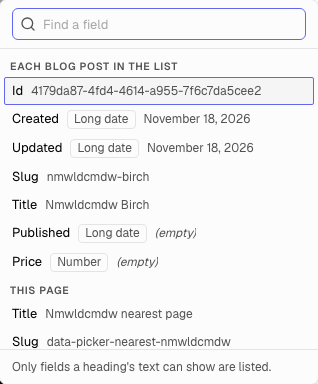 Find a field
EACH BLOG POST IN THE LIST
Id 4179da87-4fd4-4614-a955-7f6c7da5cee2
Created Long date November 18, 2026
Updated Long date November 18, 2026
Slug nmwldcmdw-birch
Title Nmwldcmdw Birch
Published Long date (empty)
Price Number (empty)
THIS PAGE
Title Nmwldcmdw nearest page
Slug data-picker-nearest-nmwldcmdw
Only fields a heading's text can show are listed.